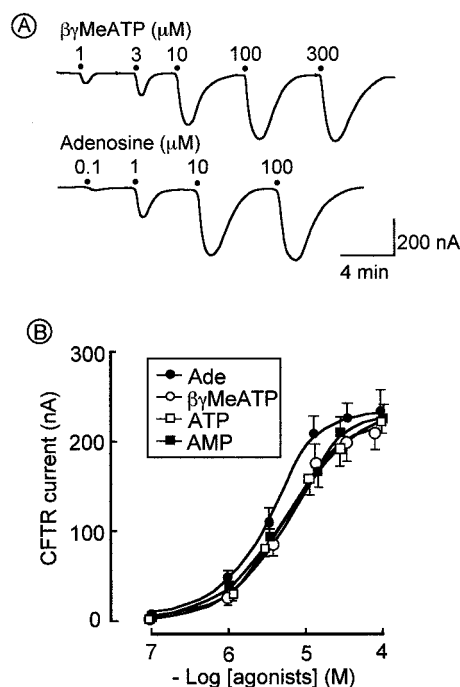 A
βγMeATP (μM)
1 3 10 100 300
Adenosine (μM)
0.1 1 10 100
200 nA
4 min
B
300
200
100
0
CFTR current (nA)
Ade
βγMeATP
ATP
AMP
7 6 5 4
- Log [agonists] (M)